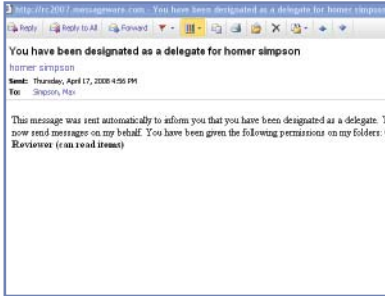 http://rc2007.messageware.com - You have been designated as a delegate for homer simpson
Reply Reply to All Forward
You have been designated as a delegate for homer simpson
homer simpson
Sent: Thursday, April 17, 2008 4:56 PM
To: Simpson, Max
This message was sent automatically to inform you that you have been designated as a delegate.
now send messages on my behalf. You have been given the following permissions on my folders:
Reviewer (can read items)